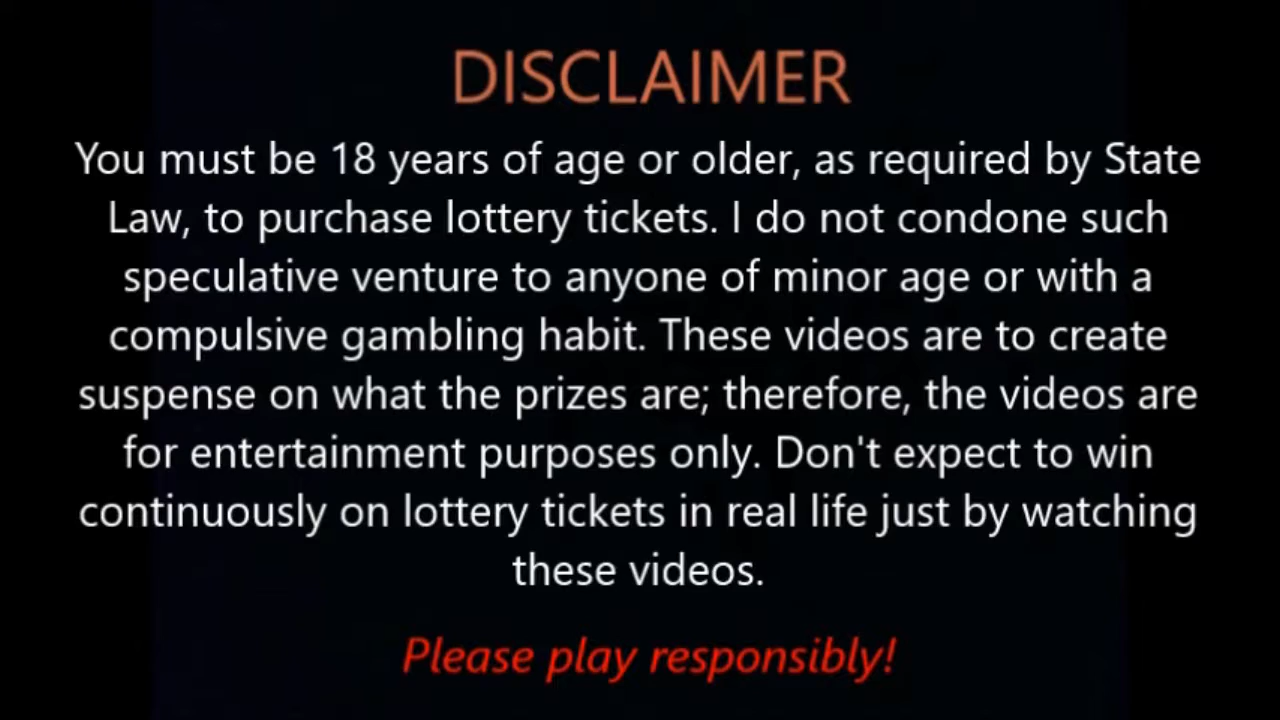 DISCLAIMER
You must be 18 years of age or older, as required by State
Law, to purchase lottery tickets. I do not condone such
speculative venture to anyone of minor age or with a
compulsive gambling habit. These videos are to create
suspense on what the prizes are; therefore, the videos are
for entertainment purposes only. Don't expect to win
continuously on lottery tickets in real life just by watching
these videos.
Please play responsibly!